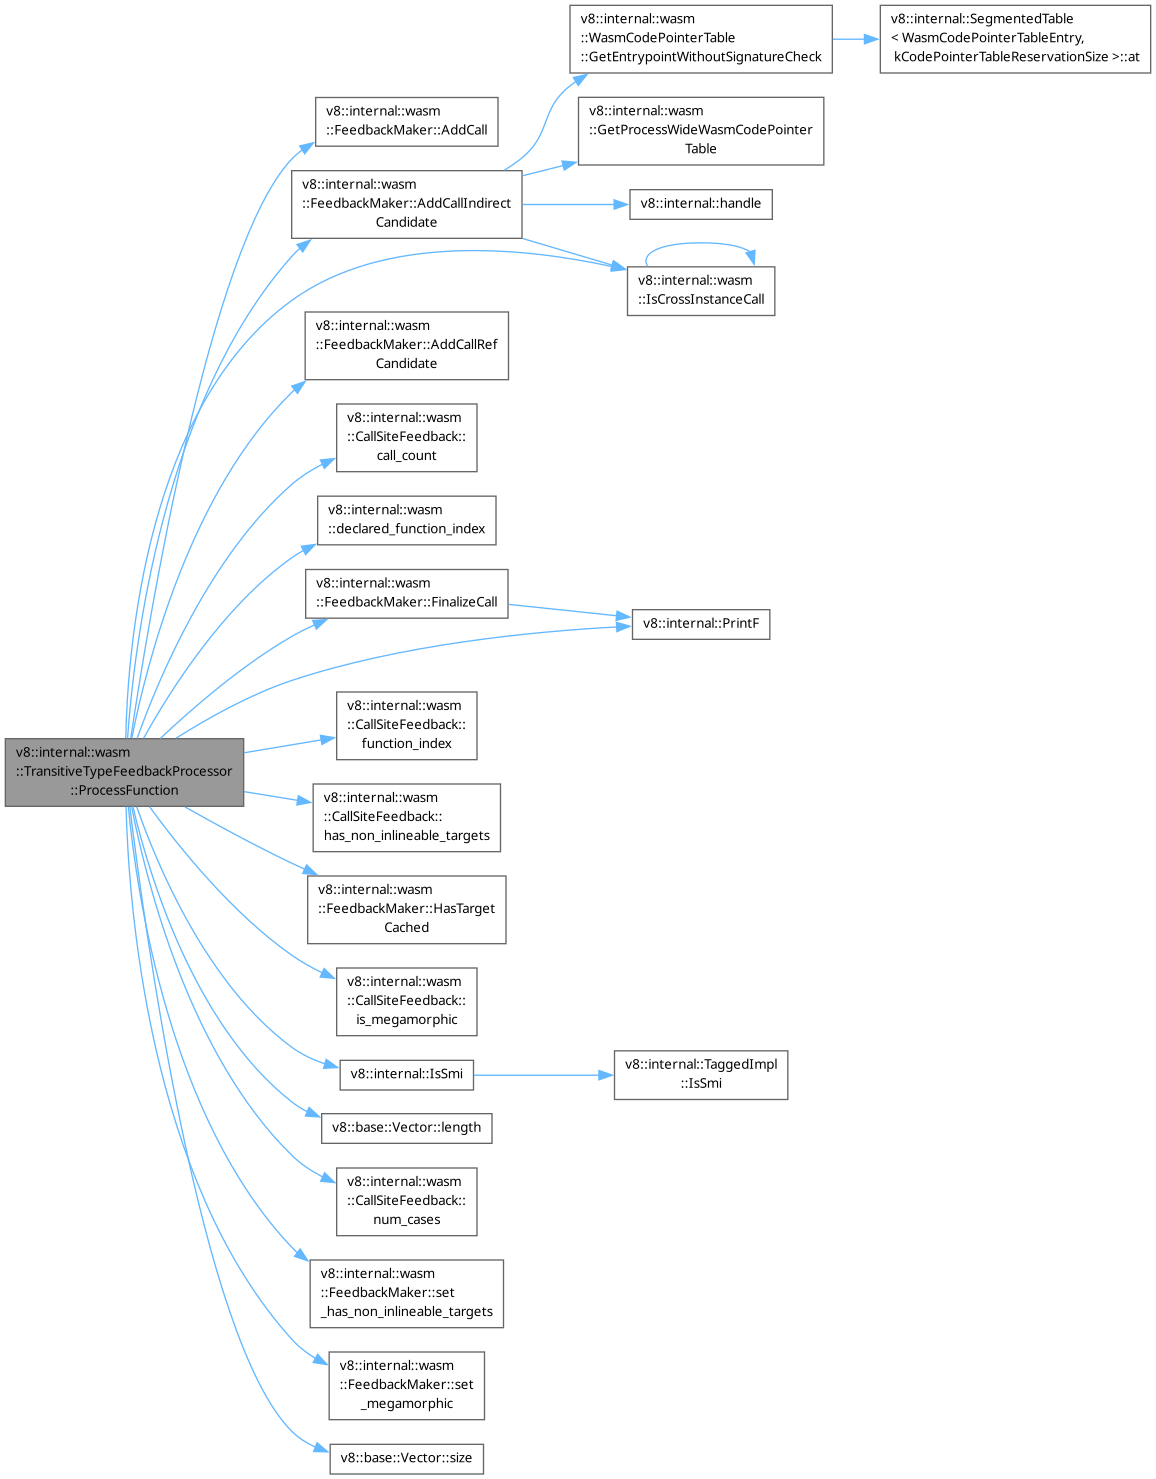 v8::internal::wasm
::TransitiveTypeFeedbackProcessor
::ProcessFunction
v8::internal::wasm
::FeedbackMaker::AddCall
v8::internal::wasm
::FeedbackMaker::AddCallIndirect
Candidate
v8::internal::wasm
::WasmCodePointerTable
::GetEntrypointWithoutSignatureCheck
v8::internal::SegmentedTable
< WasmCodePointerTableEntry,
kCodePointerTableReservationSize >::at
v8::internal::wasm
::GetProcessWideWasmCodePointer
Table
v8::internal::handle
v8::internal::wasm
::IsCrossInstanceCall
v8::internal::wasm
::FeedbackMaker::AddCallRef
Candidate
v8::internal::wasm
::CallSiteFeedback::
call_count
v8::internal::wasm
::declared_function_index
v8::internal::wasm
::FeedbackMaker::FinalizeCall
v8::internal::PrintF
v8::internal::wasm
::CallSiteFeedback::
function_index
v8::internal::wasm
::CallSiteFeedback::
has_non_inlineable_targets
v8::internal::wasm
::FeedbackMaker::HasTarget
Cached
v8::internal::wasm
::CallSiteFeedback::
is_megamorphic
v8::internal::IsSmi
v8::internal::TaggedImpl
::IsSmi
v8::base::Vector::length
v8::internal::wasm
::CallSiteFeedback::
num_cases
v8::internal::wasm
::FeedbackMaker::set
_has_non_inlineable_targets
v8::internal::wasm
::FeedbackMaker::set
_megamorphic
v8::base::Vector::size